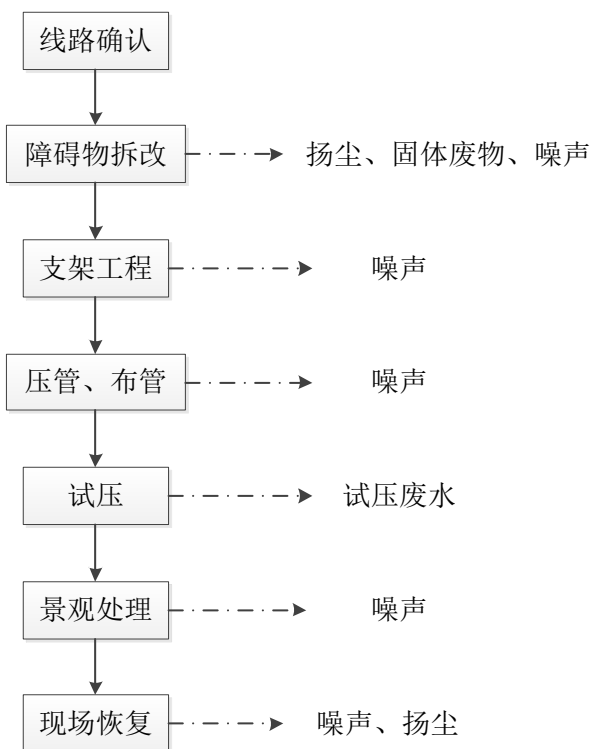 线路确认
障碍物拆改 扬尘、固体废物、噪声
支架工程 噪声
压管、布管 噪声
试压 试压废水
景观处理 噪声
现场恢复 噪声、扬尘